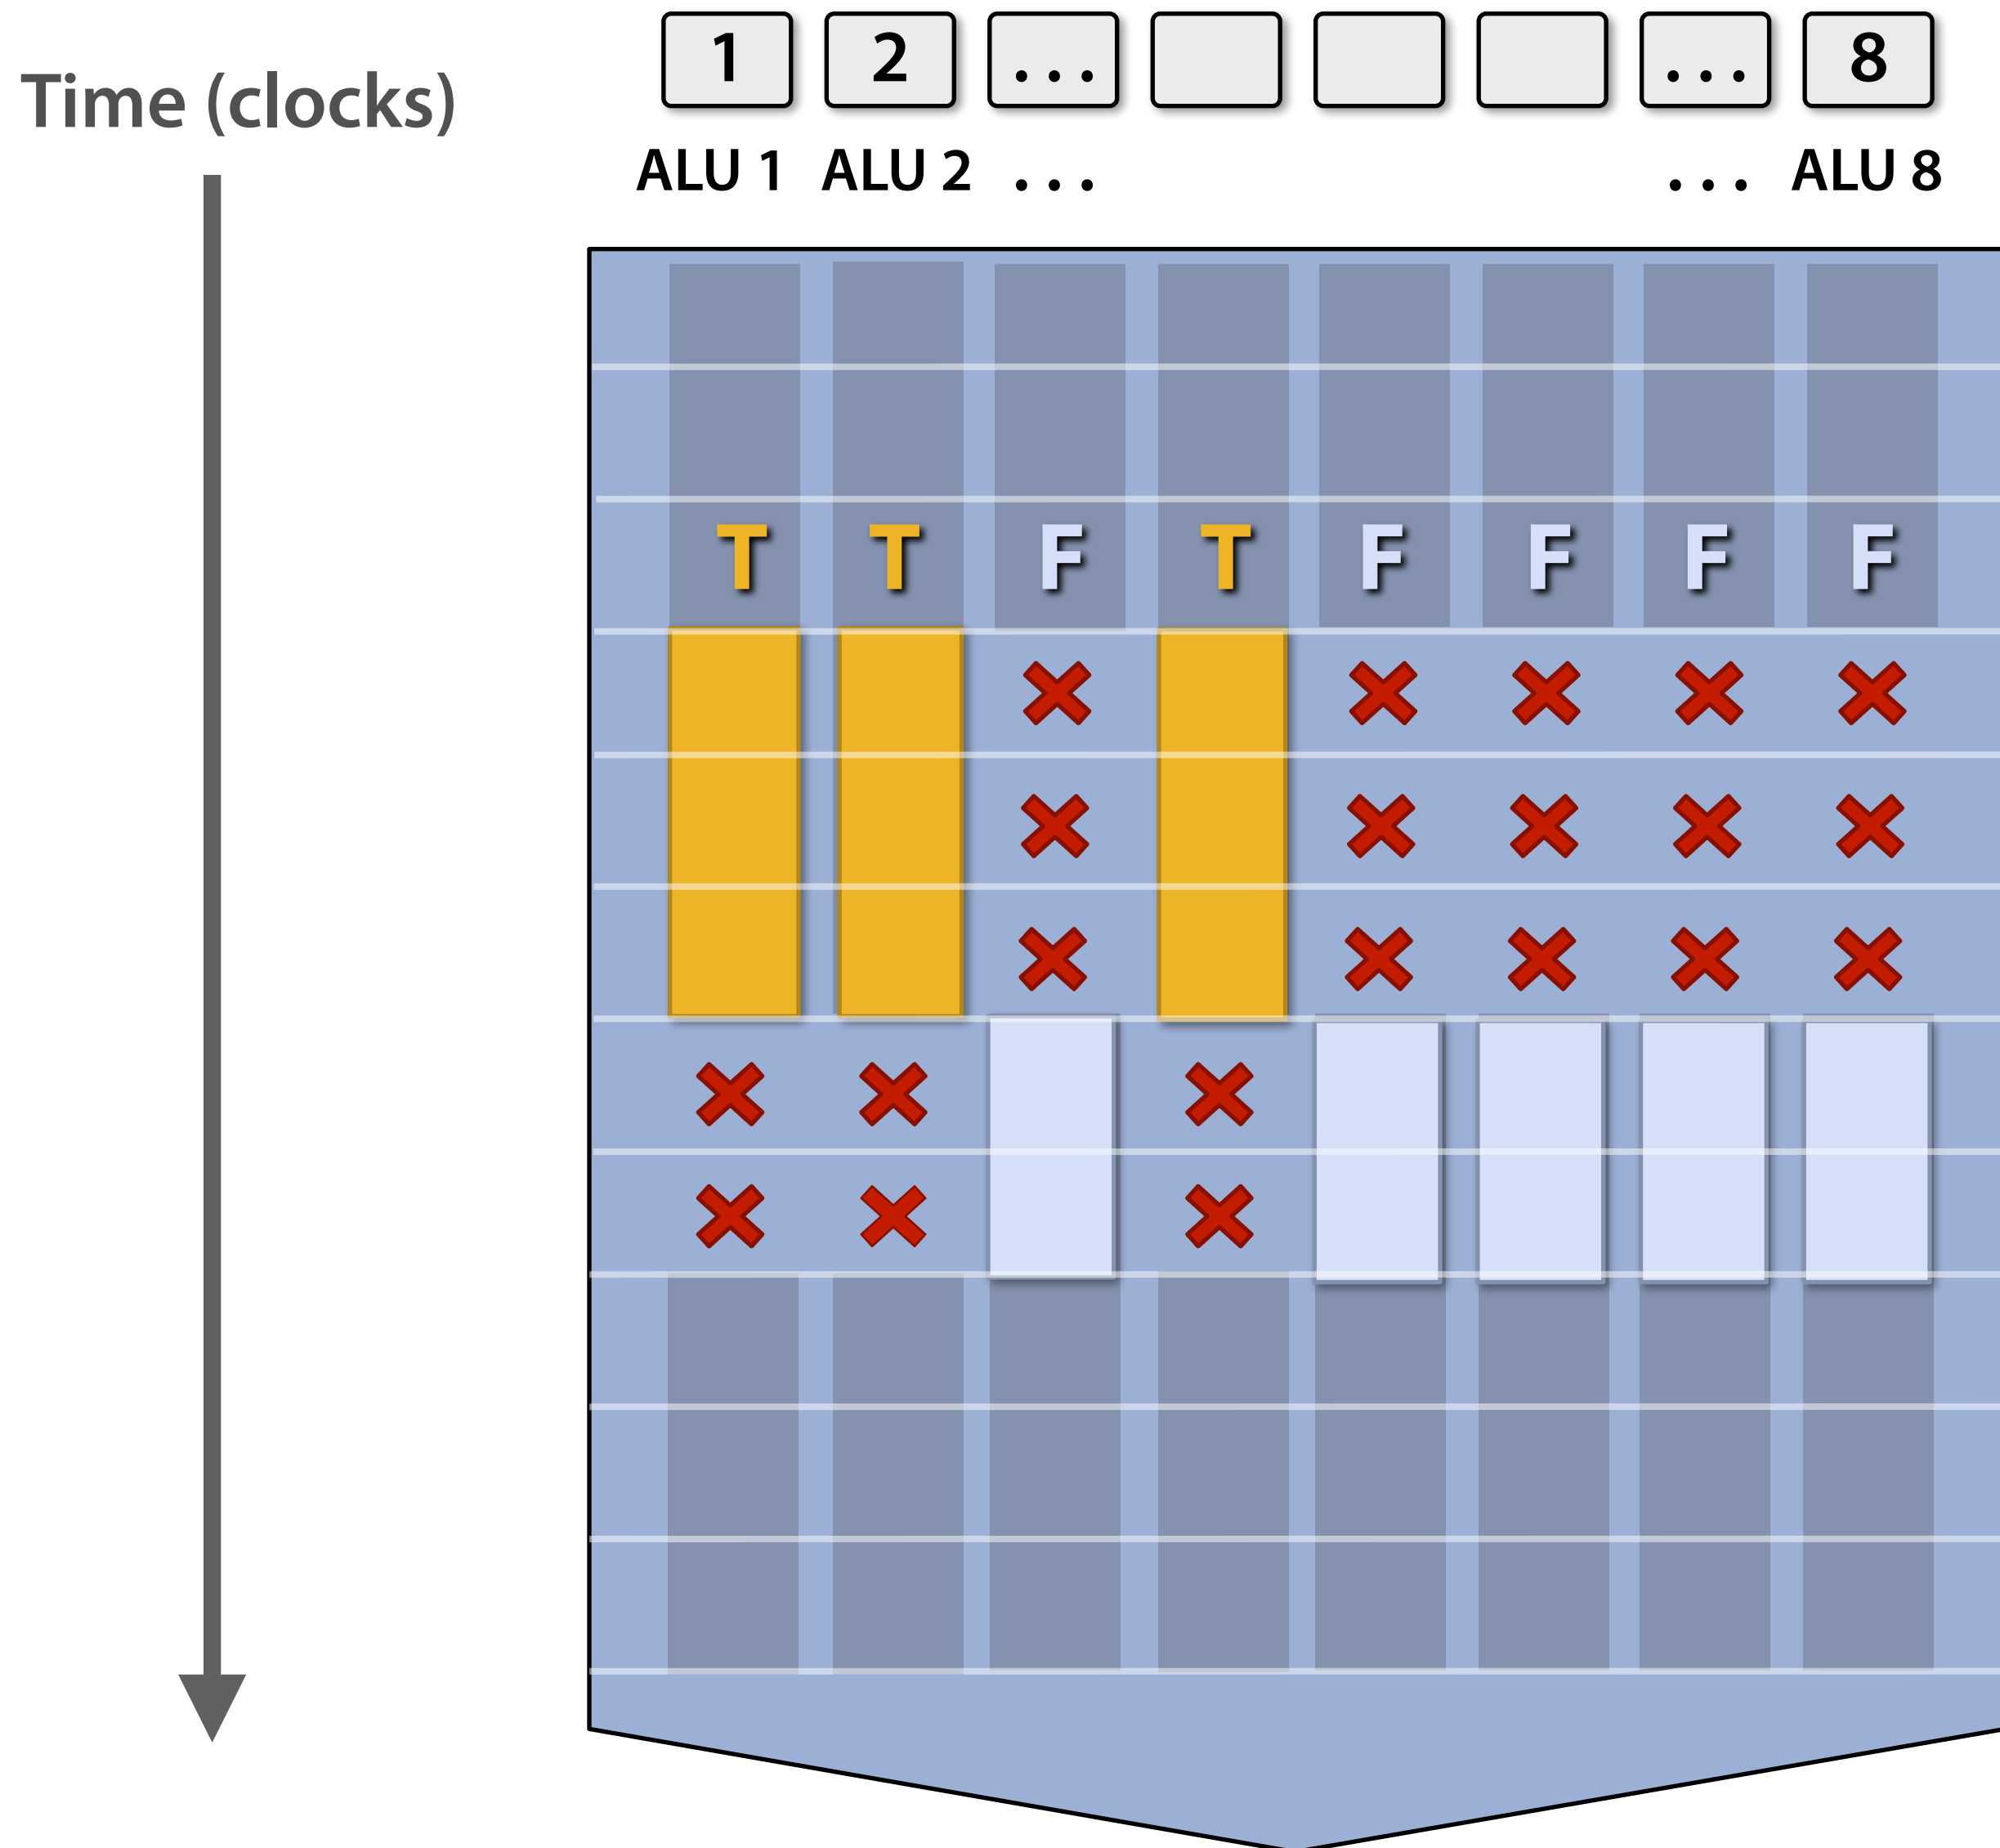 1 2 . . . . . . 8
Time (clocks)
ALU 1 ALU 2 . . . . . . ALU 8
T T F T F F F F